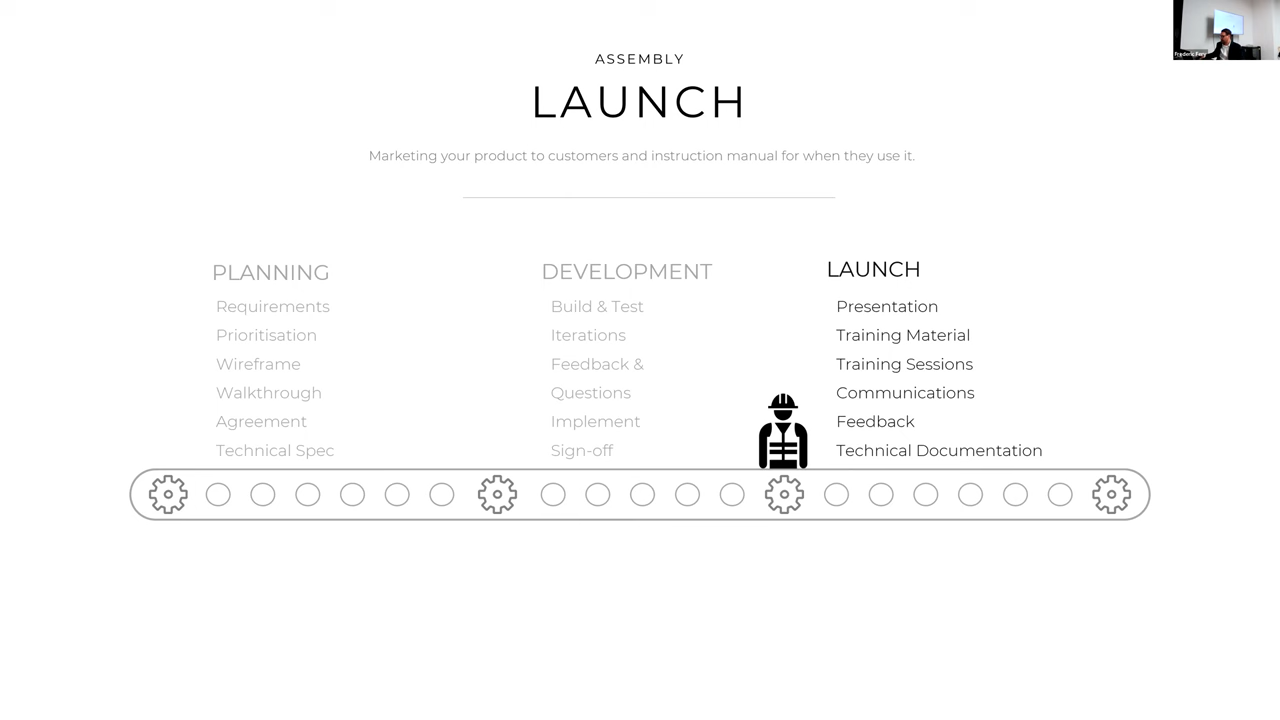 Frederic Fery
ASSEMBLY
LAUNCH
Marketing your product to customers and instruction manual for when they use it.
PLANNING
Requirements
Prioritisation
Wireframe
Walkthrough
Agreement
Technical Spec
DEVELOPMENT
Build & Test
Iterations
Feedback &
Questions
Implement
Sign-off
LAUNCH
Presentation
Training Material
Training Sessions
Communications
Feedback
Technical Documentation